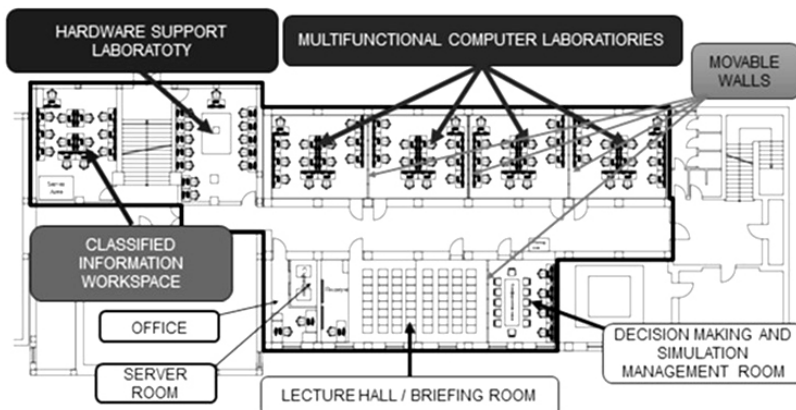 HARDWARE SUPPORT
LABORATOTY
MULTIFUNCTIONAL COMPUTER LABORATIORIES
MOVABLE
WALLS
CLASSIFIED
INFORMATION
WORKSPACE
OFFICE
SERVER
ROOM
LECTURE HALL / BRIEFING ROOM
DECISION MAKING AND
SIMULATION
MANAGEMENT ROOM